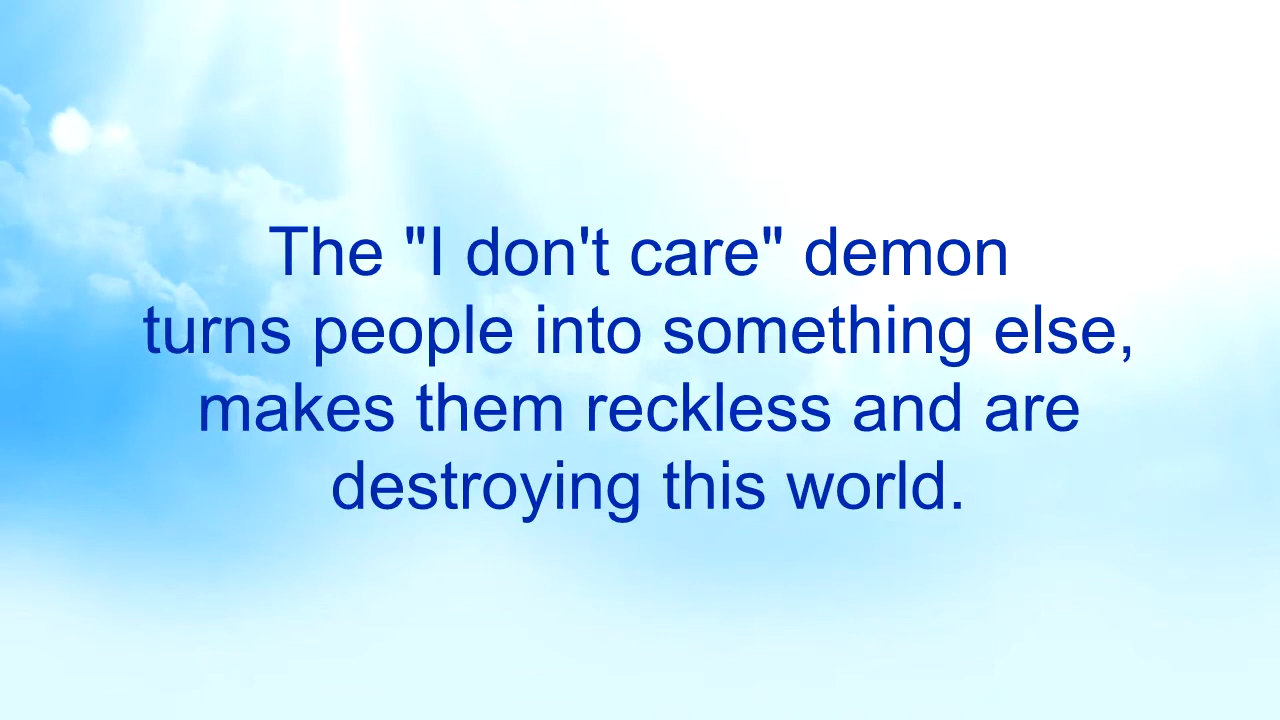 The "I don't care" demon
turns people into something else,
makes them reckless and are
destroying this world.